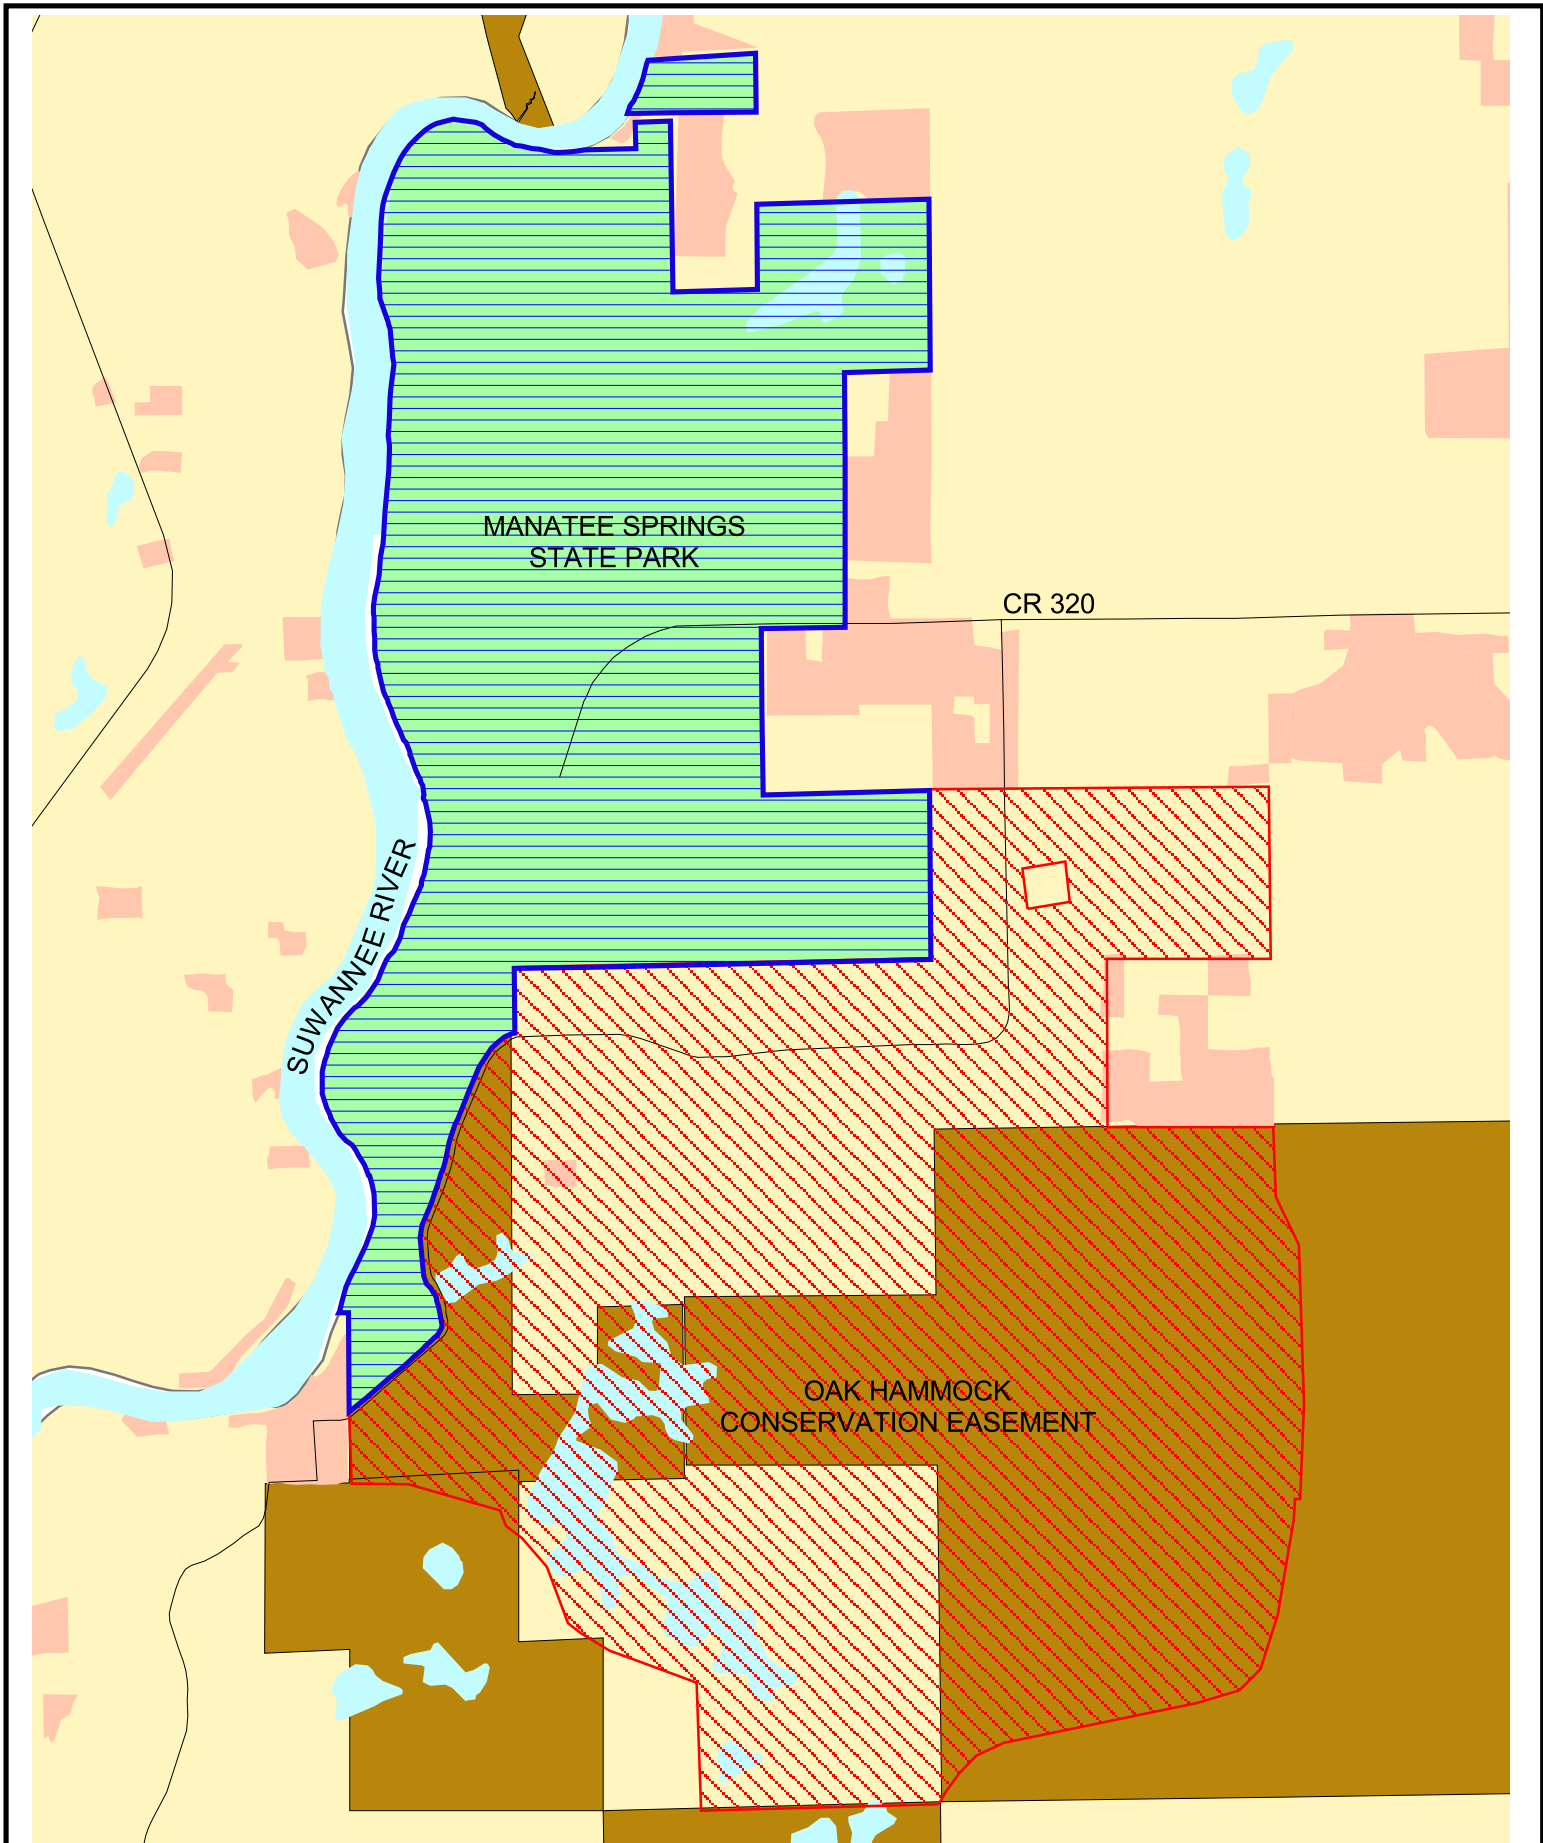 MANATEE SPRINGS
STATE PARK
CR 320
SUWANNEE RIVER
OAK HAMMOCK
CONSERVATION EASEMENT